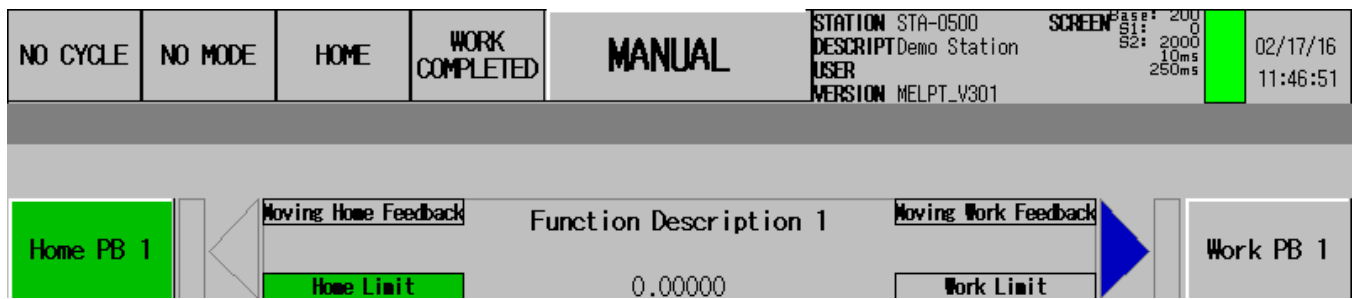 NO CYCLE
NO MODE
HOME
WORK
COMPLETED
MANUAL
STATION STA-0500
DESCRIPT Demo Station
USER
VERSION MELPT_V301
SCREEN
Base: 200
S1: 0
S2: 2000
10ms
250ms
02/17/16
11:46:51
Home PB 1
Moving Home Feedback
Home Limit
Function Description 1
0.00000
Moving Work Feedback
Work Limit
Work PB 1